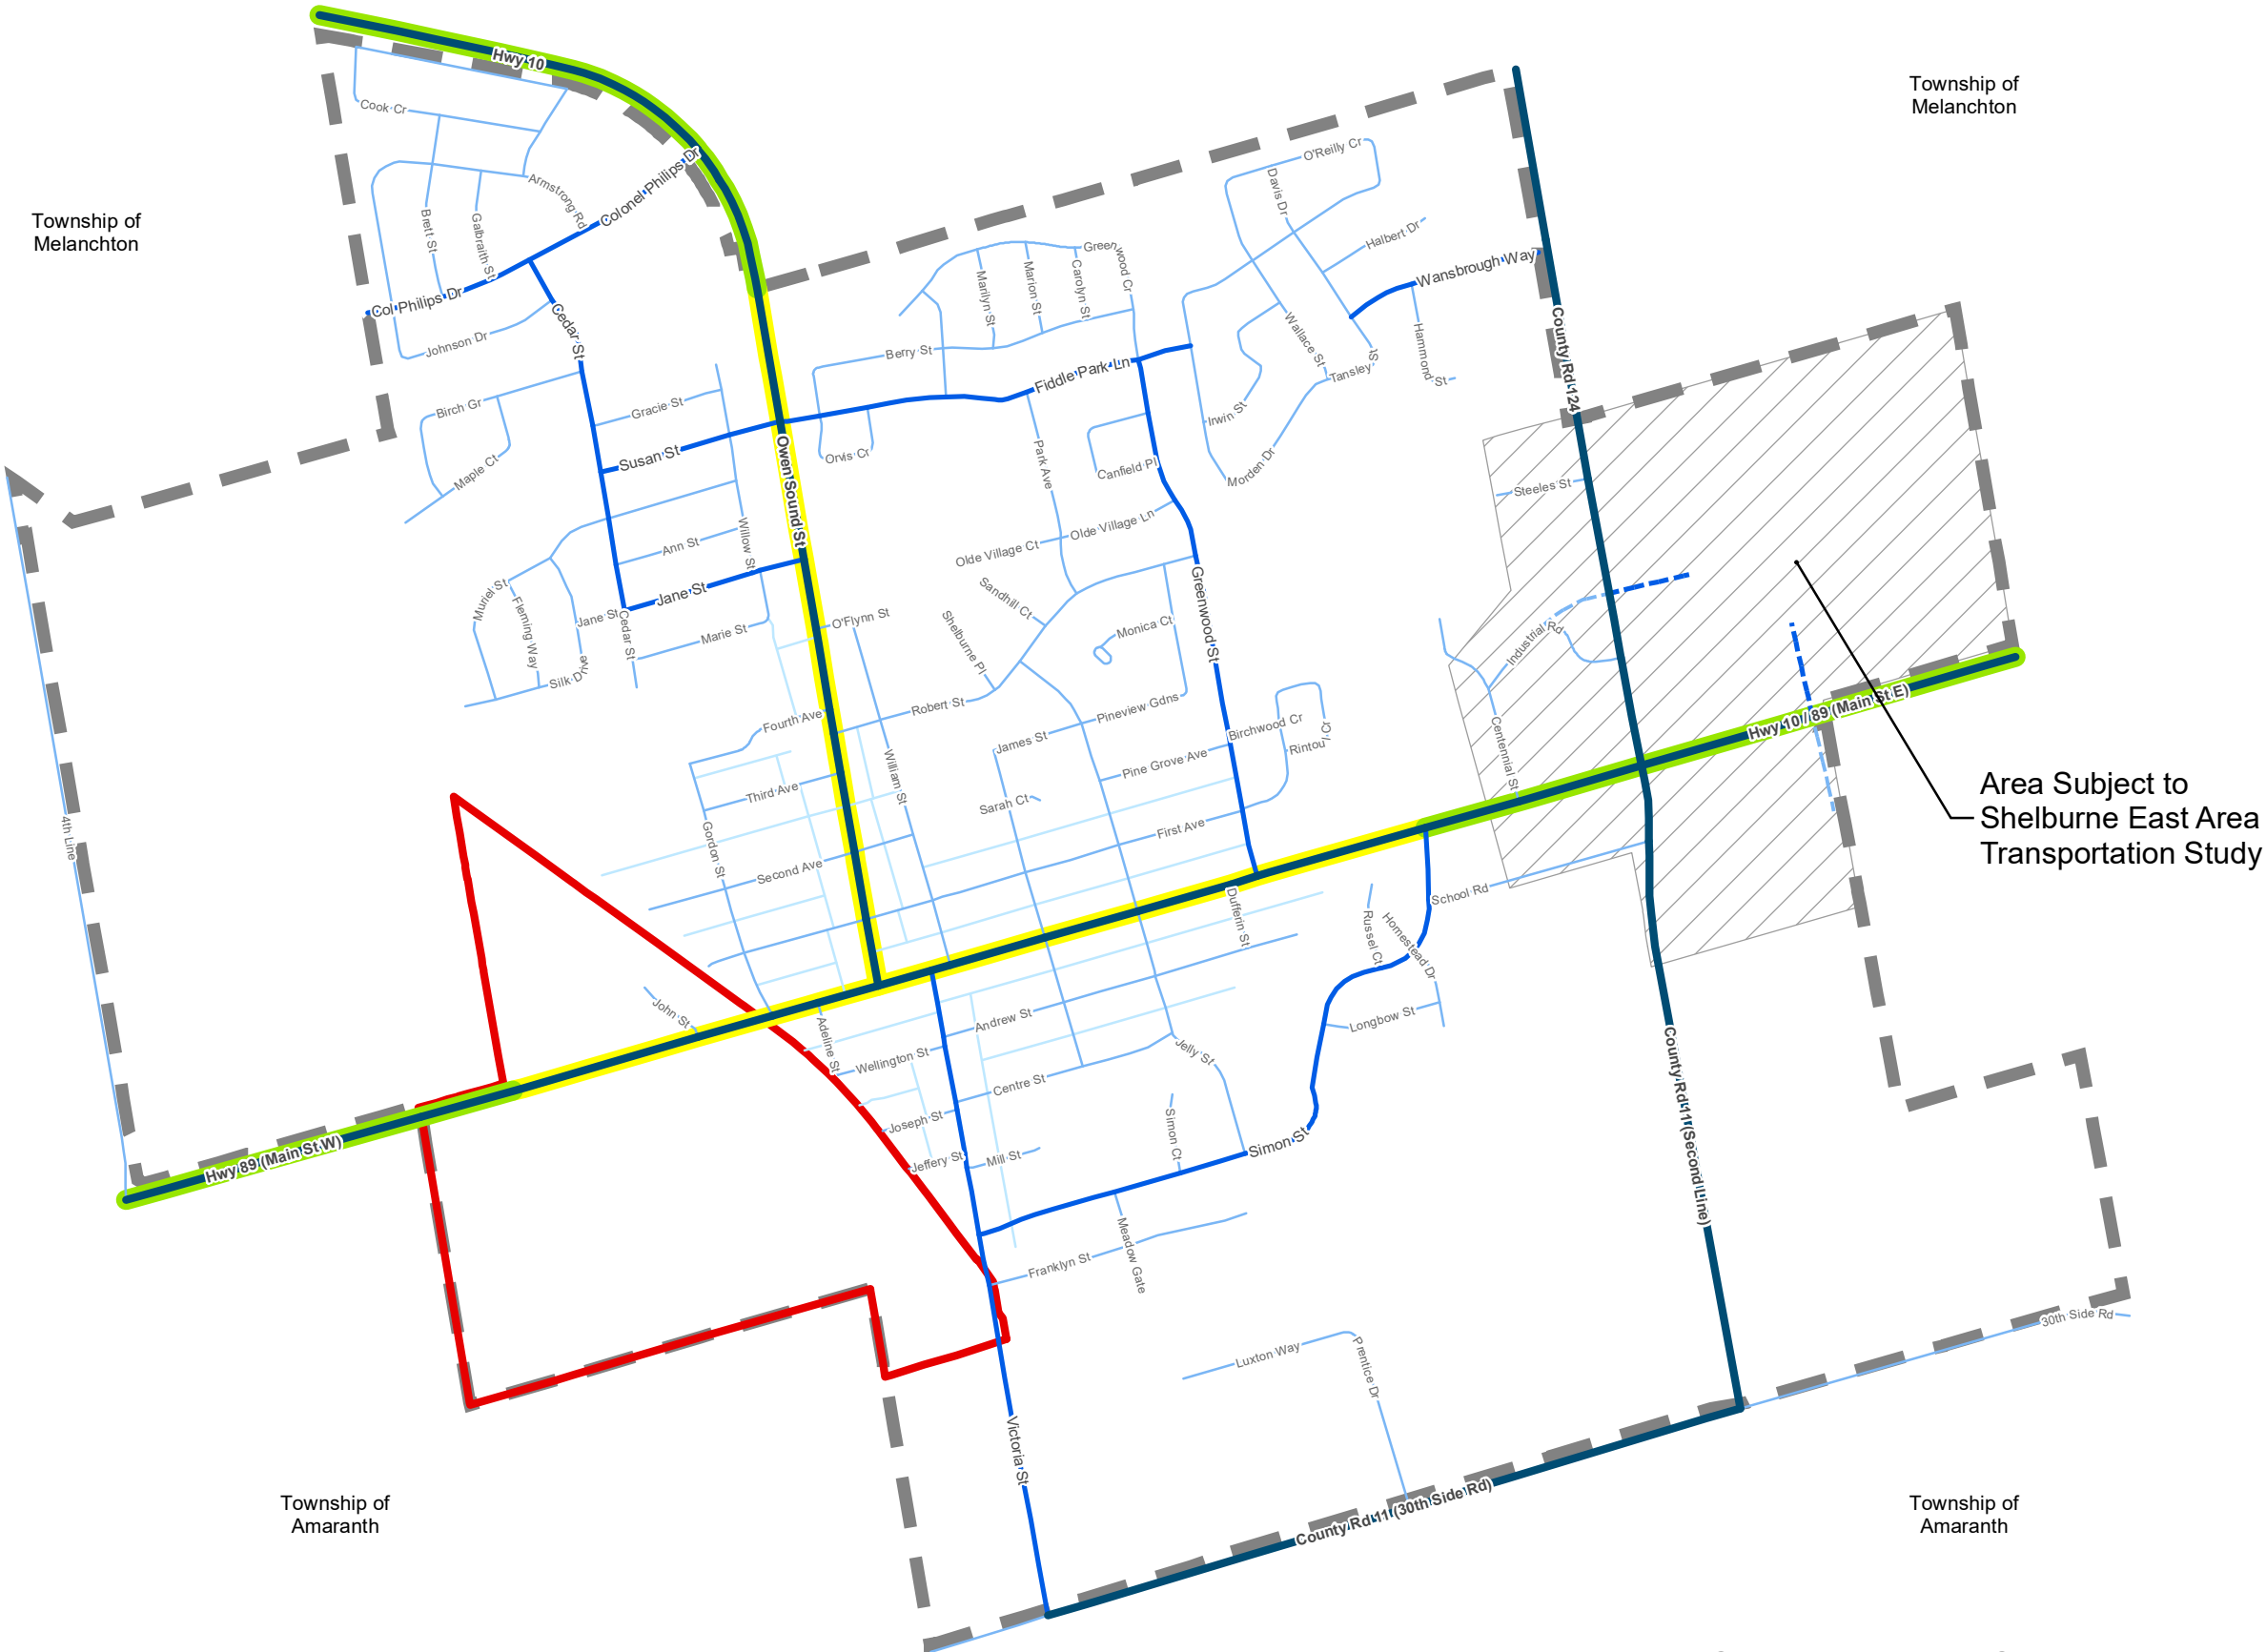 Hwy 10
Township of
Melanchton
Cook Cr
O'Reilly Cr
Armstrong Rd
Colonel Philips Dr
Davis Dr
Township of
Melanchton
Brett St
Galbraith St
Greenwood Cr
Halbert Dr
Marilyn St
Marion St
Carolyn St
Wansbrough Way
Col Philips Dr
Cedar St
Johnson Dr
Wallace St
Hammond St
County Rd 124
Berry St
Fiddle Park Ln
Tansley St
Birch Gr
Gracie St
Irwin St
Susan St
Orvis Cr
Park Ave
Canfield Pl
Morden Dr
Maple Ct
Owen Sound St
Steeles St
Willow St
Ann St
Olde Village Ct
Olde Village Ln
Muriel St
Fleming Way
Jane St
Jane St
Cedar St
Marie St
O'Flynn St
Sandhill Ct
Shelburne Pl
Monica Ct
Greenwood St
Industrial Rd
Silk Dr
Ave
Fourth Ave
Robert St
Pineview Gdns
James St
Birchwood Cr
Rintoul Cr
Pine Grove Ave
William St
Centennial St
Hwy 10 / 89 (Main St E)
Third Ave
Sarah Ct
First Ave
Gordon St
Second Ave
4th Line
Area Subject to
Shelburne East Area
Transportation Study
School Rd
Dufferin St
Russel Ct
Homestead Dr
John St
Adeline St
Andrew St
Longbow St
Wellington St
Jelly St
Centre St
Joseph St
Simon Ct
Simon St
County Rd 11 (Second Line)
Hwy 89 (Main St W)
Jeffery St
Mill St
Franklyn St
Meadow Gate
30th Side Rd
Luxton Way
Prentice Dr
Victoria St
County Rd 11 (30th Side Rd)
Township of
Amaranth
Township of
Amaranth